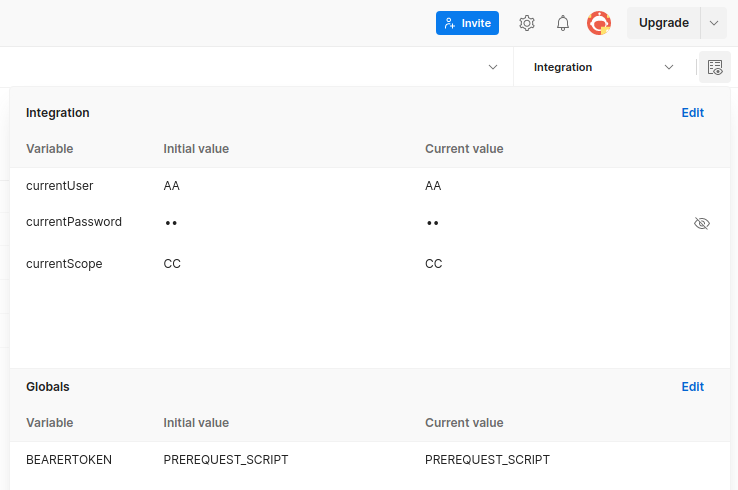 Invite
Upgrade
Integration
Integration Edit
Variable Initial value Current value
currentUser AA AA
currentPassword •• ••
currentScope CC CC
Globals Edit
Variable Initial value Current value
BEARERTOKEN PREREQUEST_SCRIPT PREREQUEST_SCRIPT